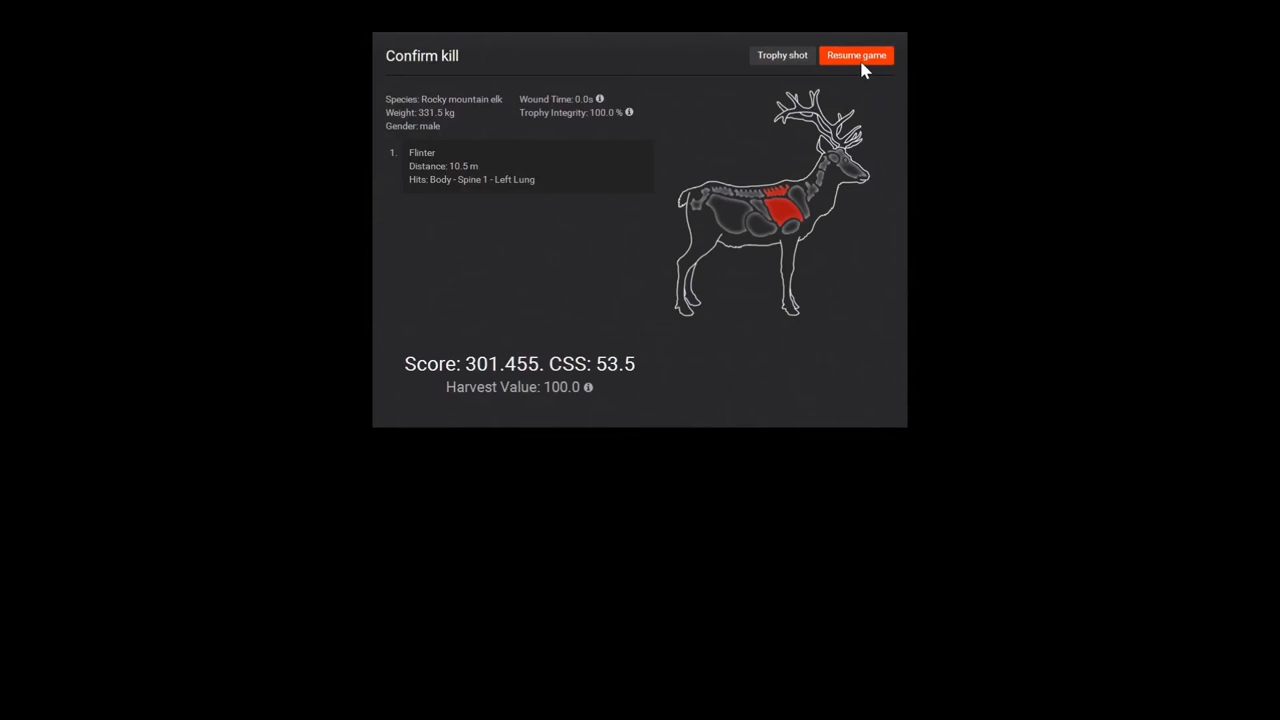 Confirm kill
Trophy shot
Resume game
Species: Rocky mountain elk
Weight: 331.5 kg
Gender: male
Wound Time: 0.0s
Trophy Integrity: 100.0 %
1.
Flinter
Distance: 10.5 m
Hits: Body - Spine 1 - Left Lung
Score: 301.455. CSS: 53.5
Harvest Value: 100.0